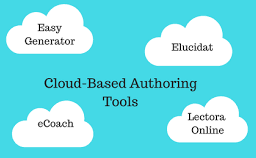 Easy
Generator
Elucidat
Cloud-Based Authoring
Tools
eCoach
Lectora
Online